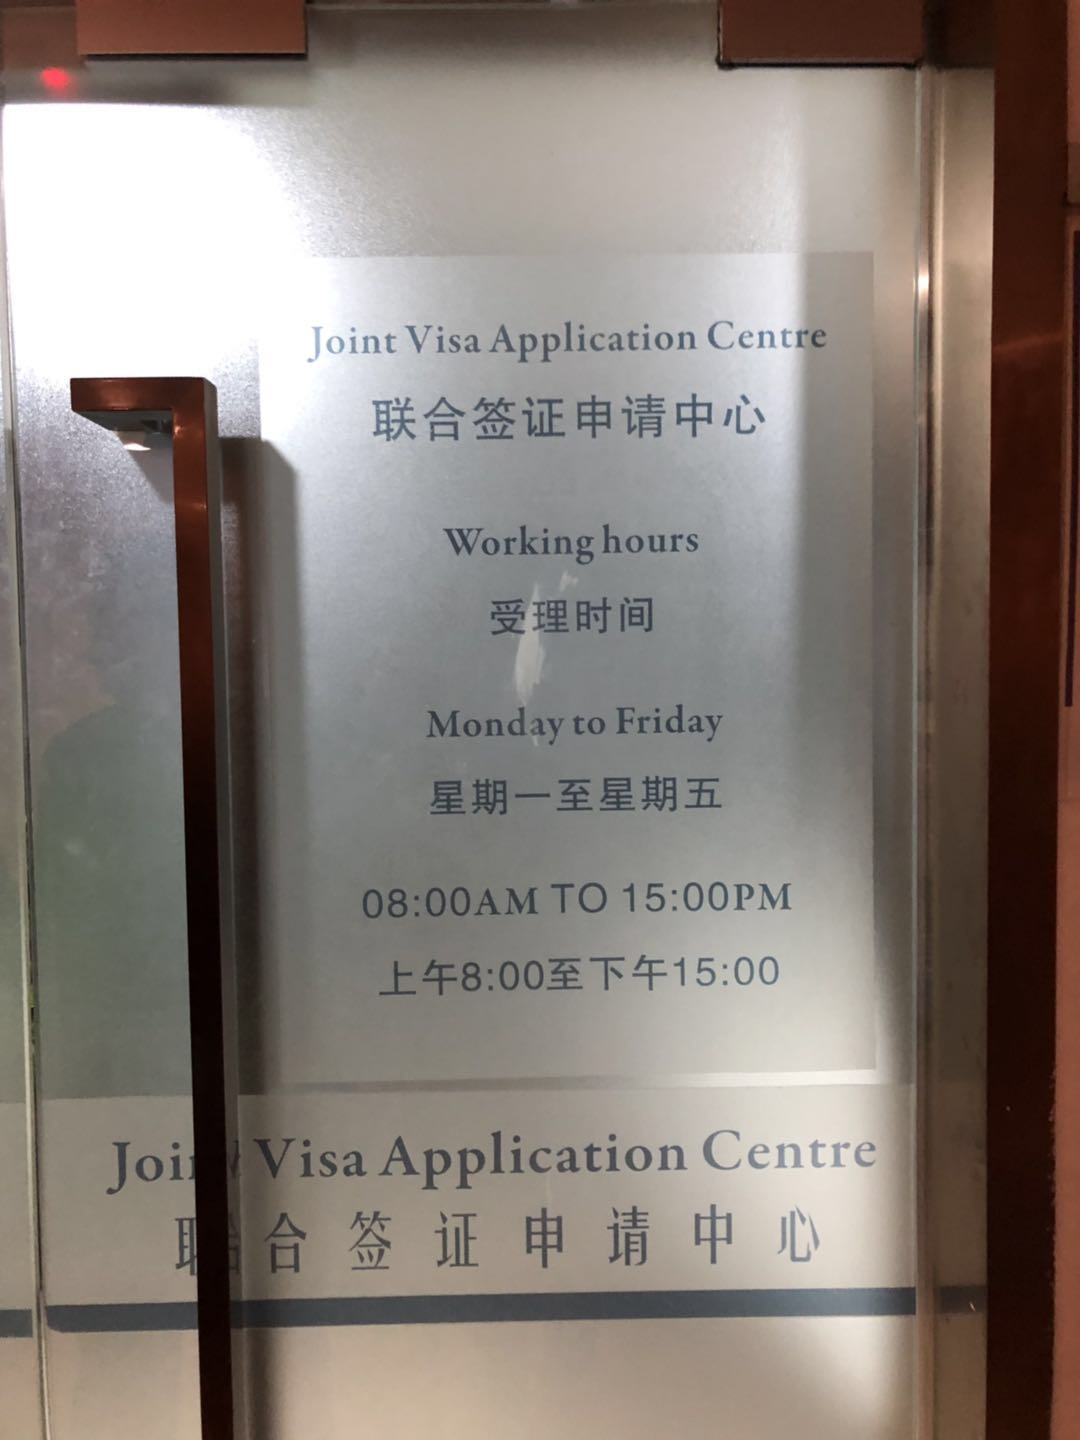 Joint Visa Application Centre
联合签证申请中心
Working hours
受理时间
Monday to Friday
星期一至星期五
08:00AM TO 15:00PM
上午8:00至下午15:00
Joint Visa Application Centre
联合签证申请中心